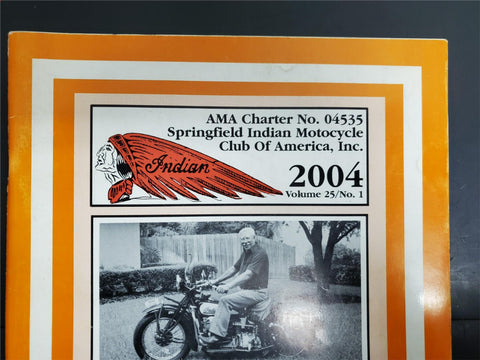 AMA Charter No. 04535
Springfield Indian Motocycle
Club Of America, Inc.
Indian
2004
Volume 25/No. 1